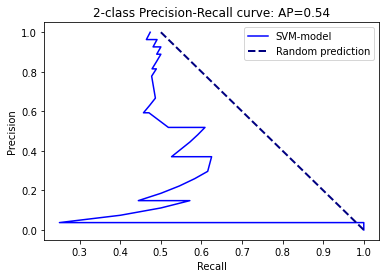 2-class Precision-Recall curve: AP=0.54
SVM-model
Random prediction
Precision
1.0
0.8
0.6
0.4
0.2
0.0
0.3 0.4 0.5 0.6 0.7 0.8 0.9 1.0
Recall